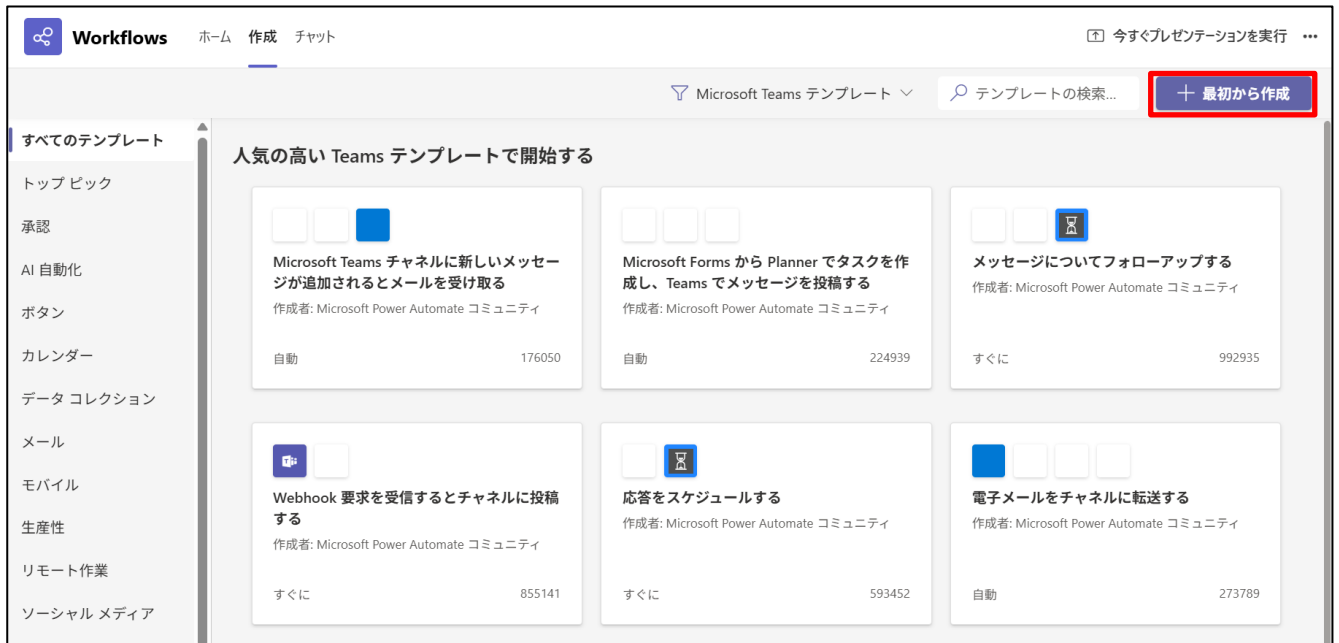 Workflows ホーム 作成 チャット 今すぐプレゼンテーションを実行 •••
Microsoft Teams テンプレート テンプレートの検索... + 最初から作成
すべてのテンプレート
トップ ピック
承認
AI 自動化
ボタン
カレンダー
データ コレクション
メール
モバイル
生産性
リモート作業
ソーシャル メディア
人気の高い Teams テンプレートで開始する
Microsoft Teams チャネルに新しいメッセー
ジが追加されるとメールを受け取る
作成者: Microsoft Power Automate コミュニティ
自動 176050
Microsoft Forms から Planner でタスクを作
成し、Teams でメッセージを投稿する
作成者: Microsoft Power Automate コミュニティ
自動 224939
メッセージについてフォローアップする
作成者: Microsoft Power Automate コミュニティ
すぐに 992935
Webhook 要求を受信するとチャネルに投稿
する
作成者: Microsoft Power Automate コミュニティ
すぐに 855141
応答をスケジュールする
作成者: Microsoft Power Automate コミュニティ
すぐに 593452
電子メールをチャネルに転送する
作成者: Microsoft Power Automate コミュニティ
自動 273789